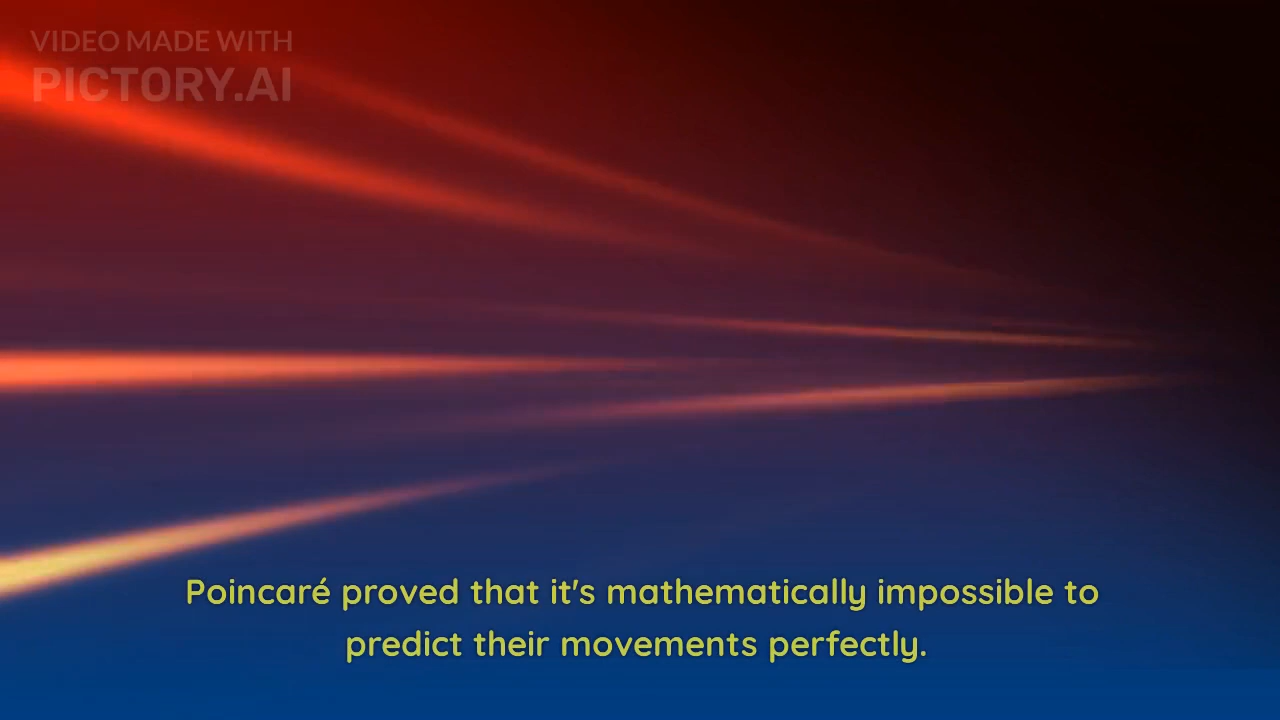 VIDEO MADE WITH
PICTORY.AI
Poincaré proved that it's mathematically impossible to
predict their movements perfectly.